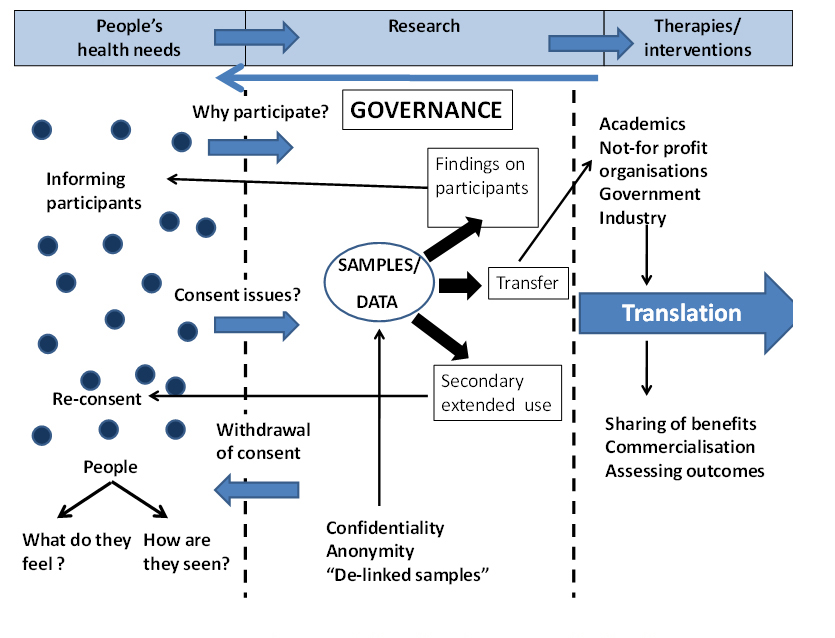 People's
health needs
Research
Therapies/
interventions
Why participate?
GOVERNANCE
Academics
Not-for profit
organisations
Government
Industry
Findings on
participants
Informing
participants
SAMPLES/
DATA
Transfer
Consent issues?
Translation
Secondary
extended use
Re-consent
Withdrawal
of consent
Sharing of benefits
Commercialisation
Assessing outcomes
People
What do they
feel ?
How are
they seen?
Confidentiality
Anonymity
“De-linked samples”